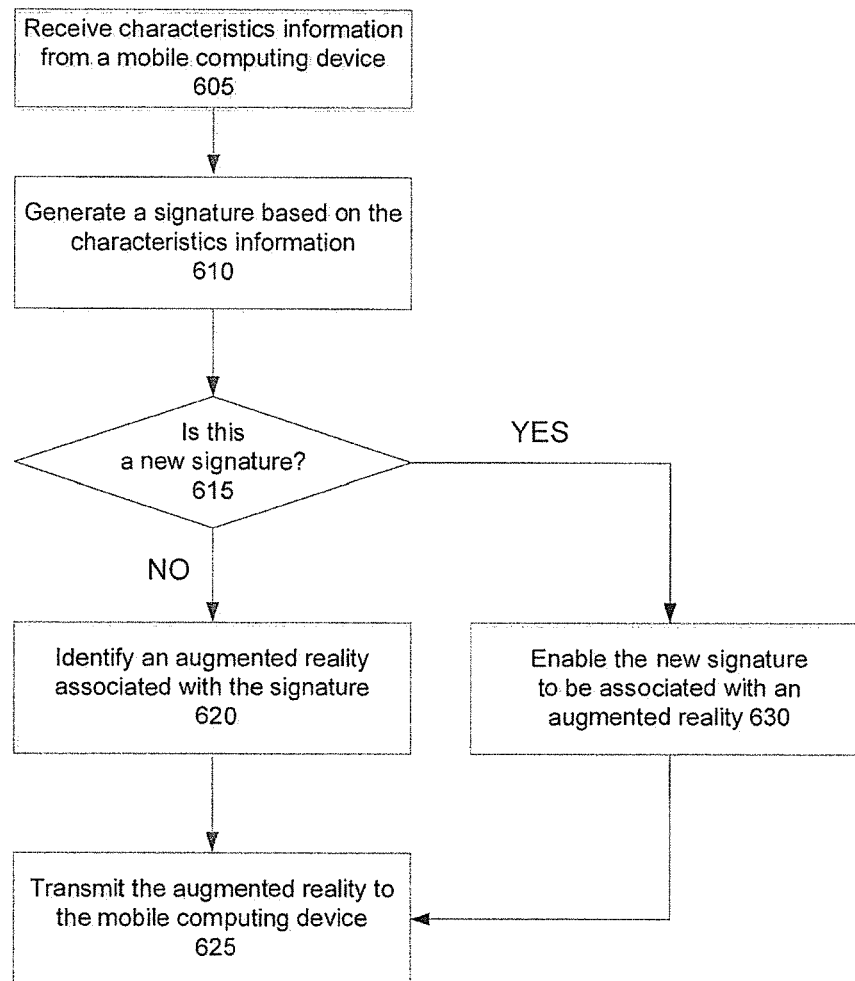 Receive characteristics information
from a mobile computing device
605
Generate a signature based on the
characteristics information
610
Is this
a new signature?
615
YES
NO
Identify an augmented reality
associated with the signature
620
Enable the new signature
to be associated with an
augmented reality 630
Transmit the augmented reality to
the mobile computing device
625